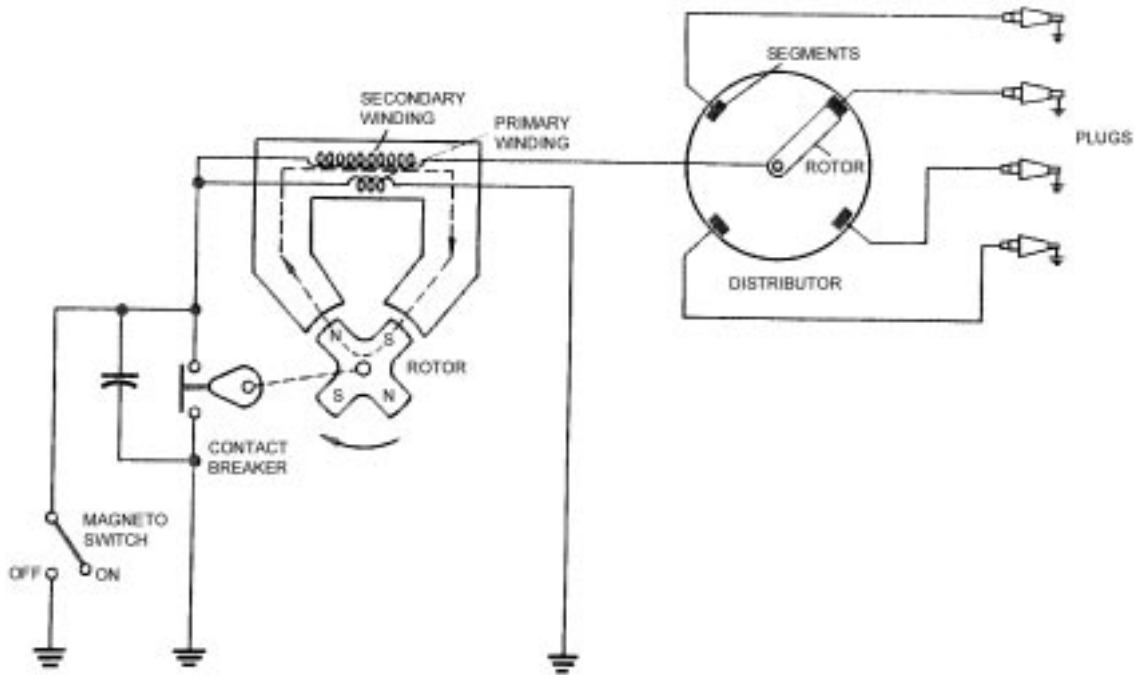 SEGMENTS
SECONDARY
WINDING
PRIMARY
WINDING
PLUGS
ROTOR
DISTRIBUTOR
N
S
ROTOR
S
N
CONTACT
BREAKER
MAGNETO
SWITCH
OFF
ON